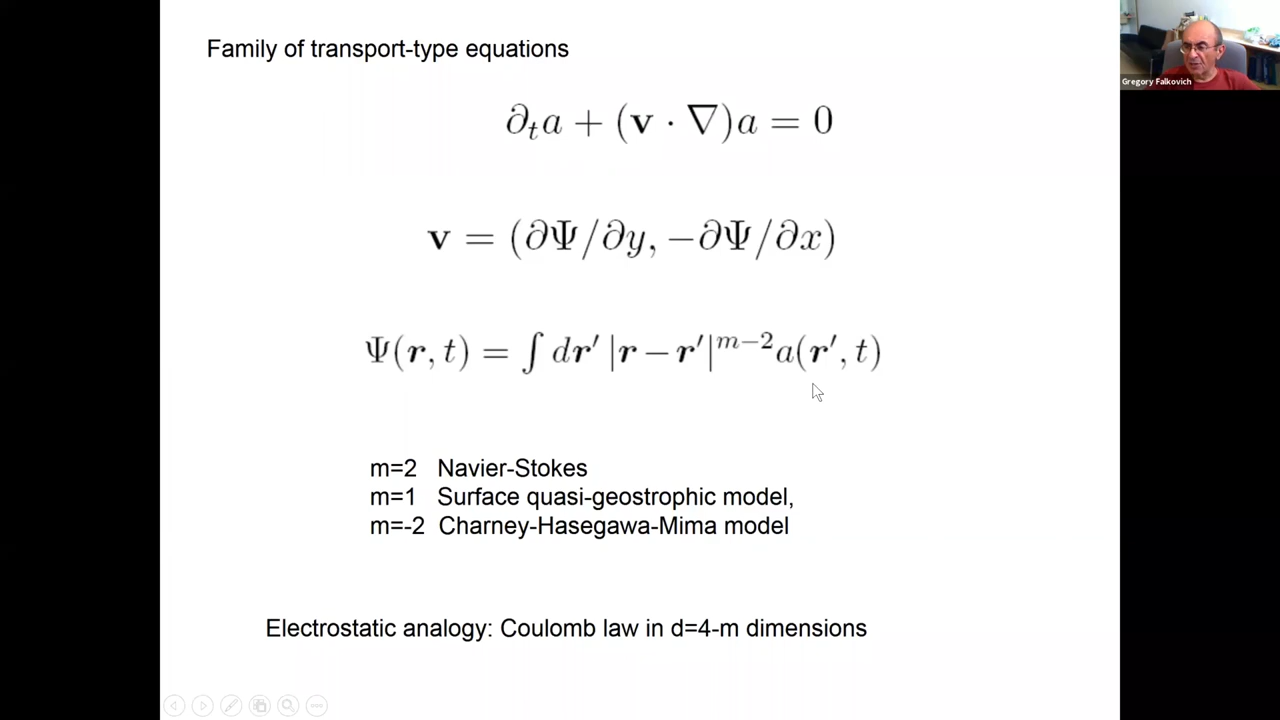 Family of transport-type equations
Gregory Falkovich
∂ₜa + (v · ∇)a = 0
v = (∂Ψ/∂y, −∂Ψ/∂x)
Ψ(r, t) = ∫ dr′ |r − r′|ᵐ⁻²a(r′, t)
m=2 Navier-Stokes
m=1 Surface quasi-geostrophic model,
m=-2 Charney-Hasegawa-Mima model
Electrostatic analogy: Coulomb law in d=4-m dimensions